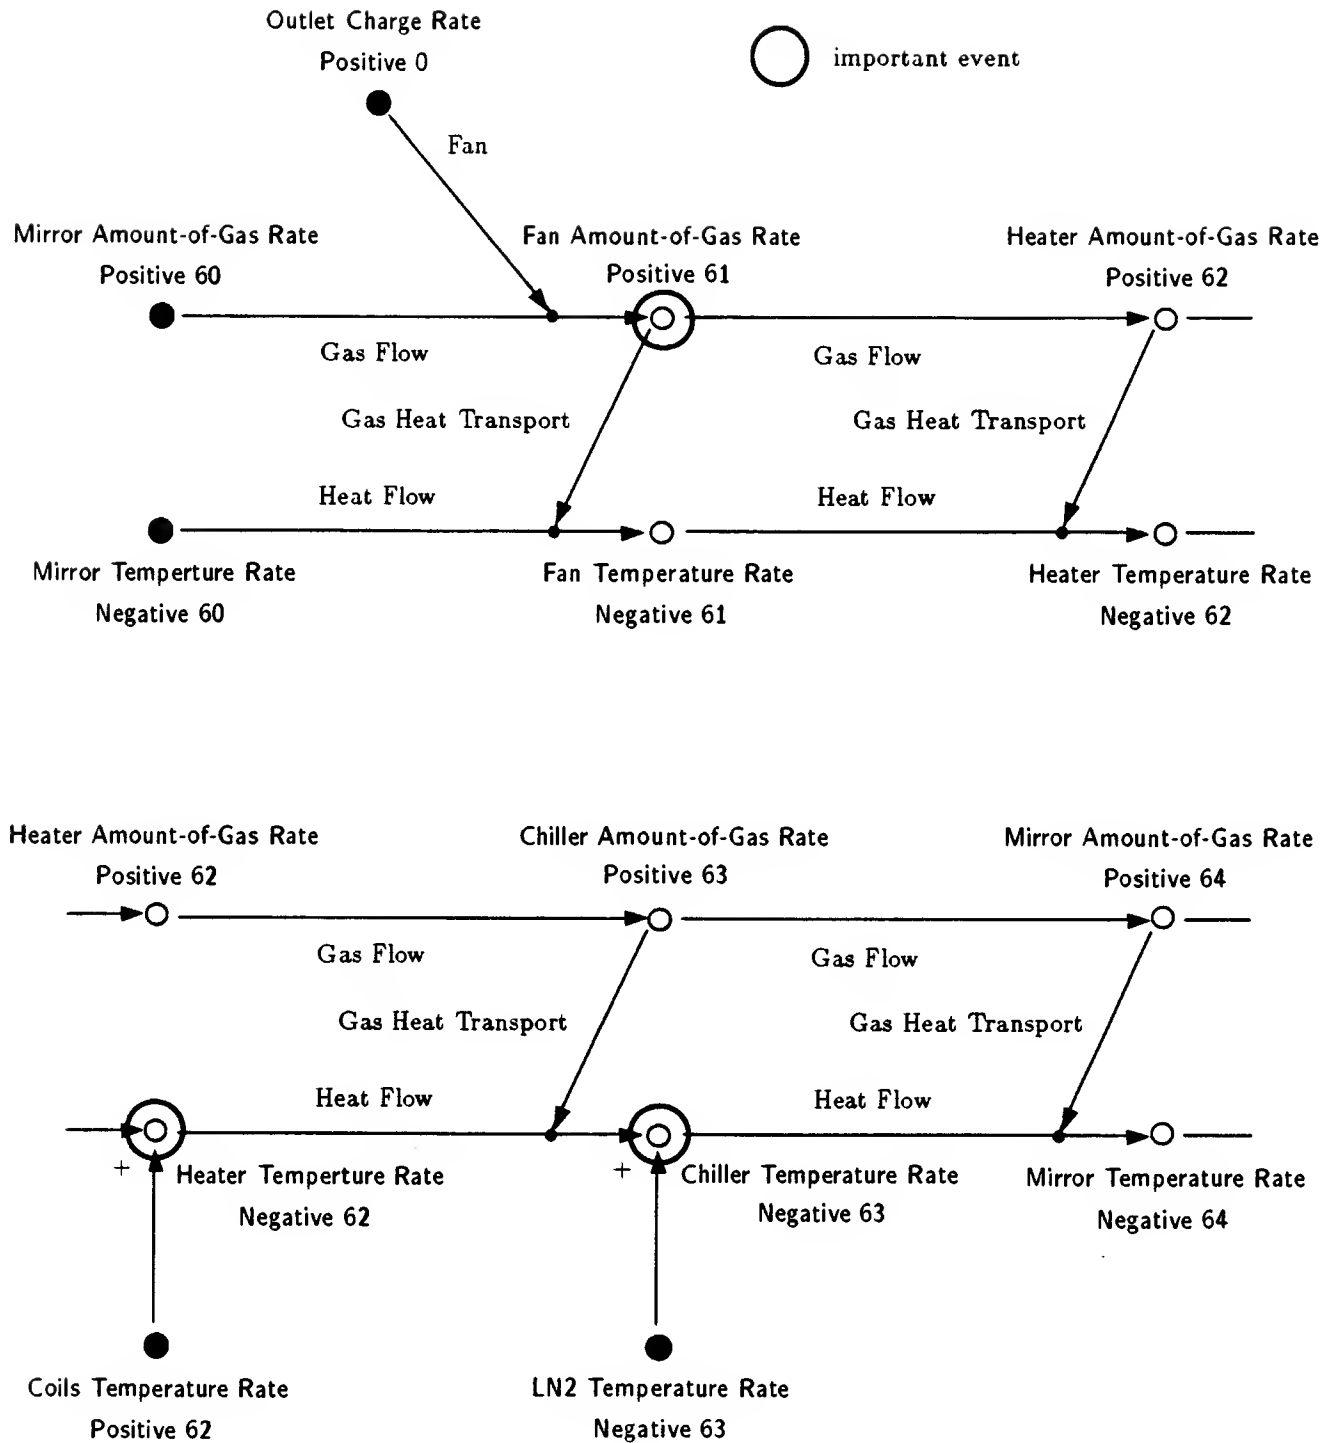 Outlet Charge Rate
Positive 0
important event
Fan
Mirror Amount-of-Gas Rate
Positive 60
Fan Amount-of-Gas Rate
Positive 61
Heater Amount-of-Gas Rate
Positive 62
Gas Flow
Gas Flow
Gas Heat Transport
Gas Heat Transport
Heat Flow
Heat Flow
Mirror Temperture Rate
Negative 60
Fan Temperature Rate
Negative 61
Heater Temperature Rate
Negative 62
Heater Amount-of-Gas Rate
Positive 62
Chiller Amount-of-Gas Rate
Positive 63
Mirror Amount-of-Gas Rate
Positive 64
Gas Flow
Gas Flow
Gas Heat Transport
Gas Heat Transport
Heat Flow
Heat Flow
+
Heater Temperture Rate
Negative 62
+
Chiller Temperature Rate
Negative 63
Mirror Temperature Rate
Negative 64
Coils Temperature Rate
Positive 62
LN2 Temperature Rate
Negative 63